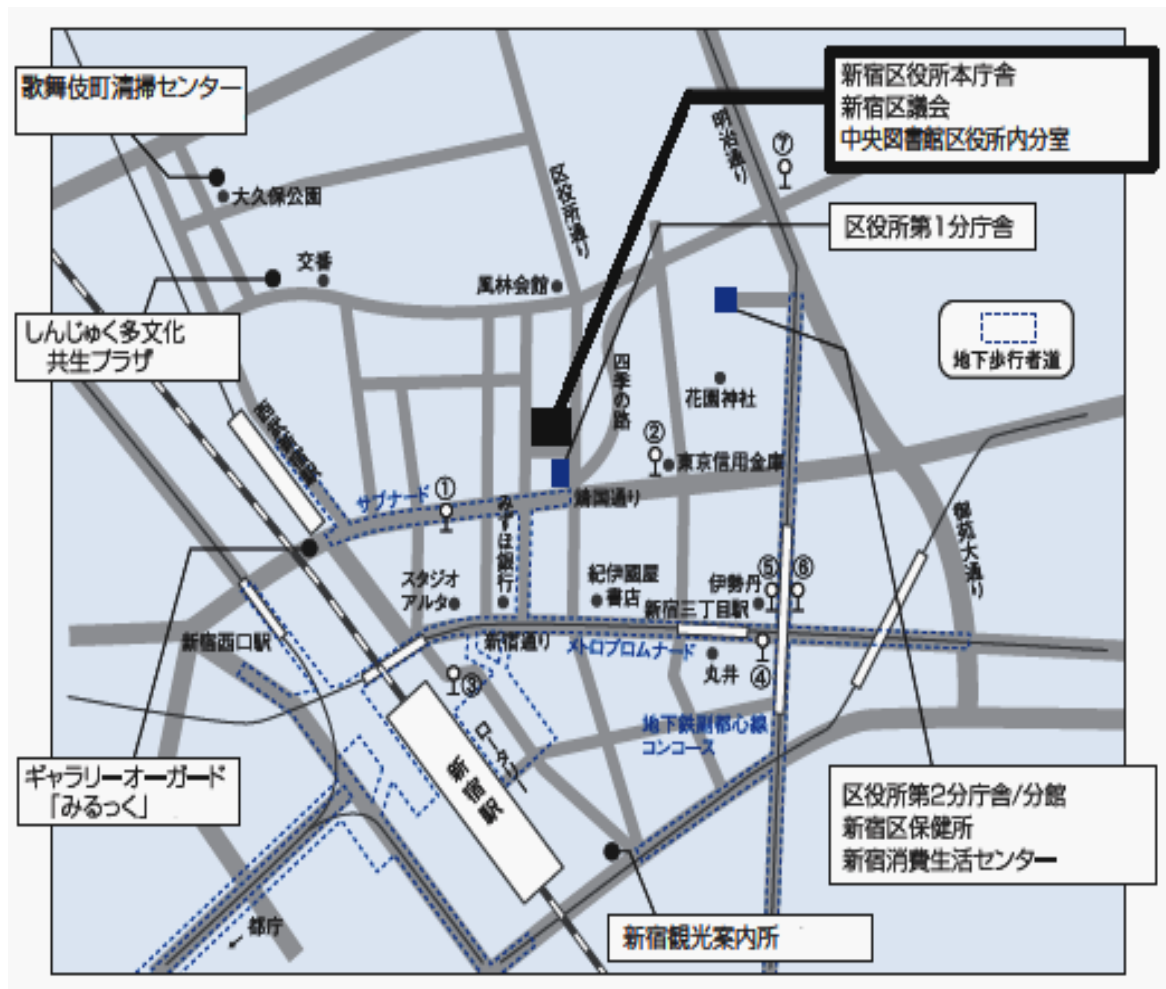 歌舞伎町清掃センター
新宿区役所本庁舎
新宿区議会
中央図書館区役所内分室
明治通り
⑦
区役所通り
大久保公園
区役所第1分庁舎
交番
風林会館
しんじゅく多文化
共生プラザ
地下歩行者道
四季の路
花園神社
西武新宿駅
②
東京信用金庫
サブナード
①
みずほ銀行
靖国通り
御苑大通り
スタジオ
アルタ
紀伊國屋
書店
伊勢丹
⑤
⑥
新宿三丁目駅
新宿西口駅
新宿通り
メトロプロムナード
丸井
④
③
ロータリー
地下鉄副都心線
コンコース
新宿駅
ギャラリーオーガード
「みるっく」
区役所第2分庁舎/分館
新宿区保健所
新宿消費生活センター
都庁
新宿観光案内所